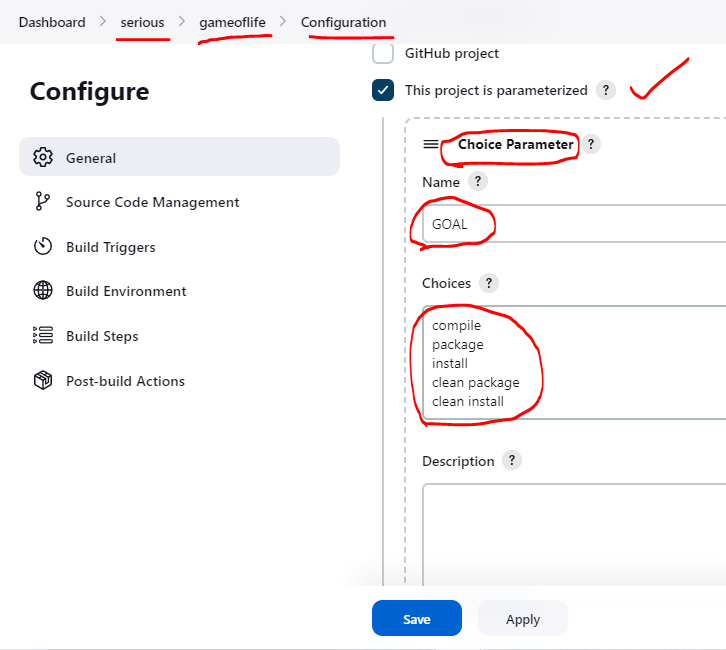 Dashboard > serious > gameoflife > Configuration
GitHub project
Configure
This project is parameterized ?
General
Choice Parameter ?
Source Code Management
Name ?
Build Triggers
GOAL
Build Environment
Choices ?
Build Steps
compile
package
install
clean package
clean install
Post-build Actions
Description ?
Save Apply